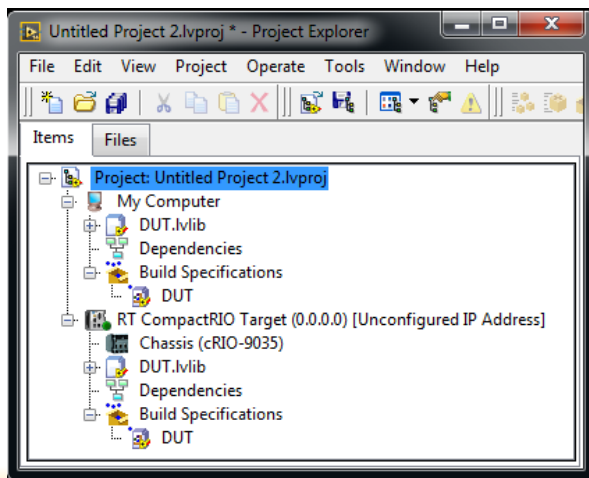 Untitled Project 2.lvproj * - Project Explorer
File Edit View Project Operate Tools Window Help
Items Files
Project: Untitled Project 2.lvproj
My Computer
DUT.lvlib
Dependencies
Build Specifications
DUT
RT CompactRIO Target (0.0.0.0) [Unconfigured IP Address]
Chassis (cRIO-9035)
DUT.lvlib
Dependencies
Build Specifications
DUT